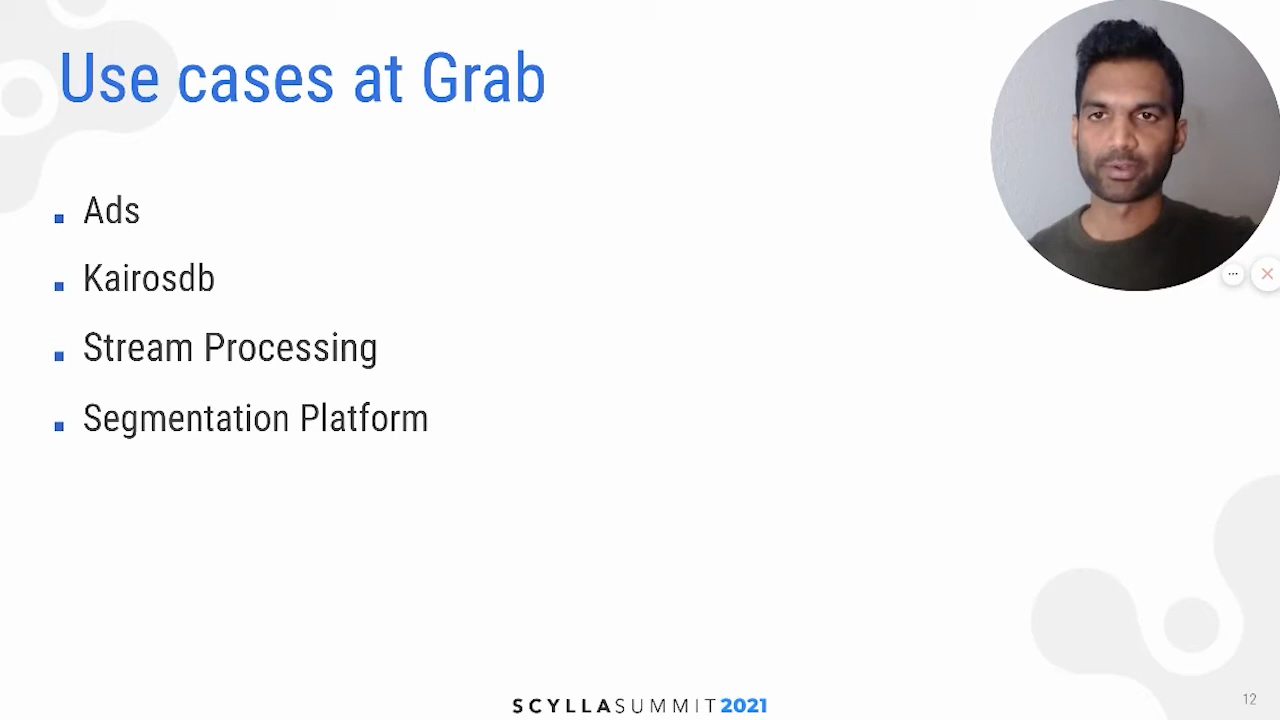 Use cases at Grab
Ads
Kairosdb
Stream Processing
Segmentation Platform
SCYLLASUMMIT2021
12